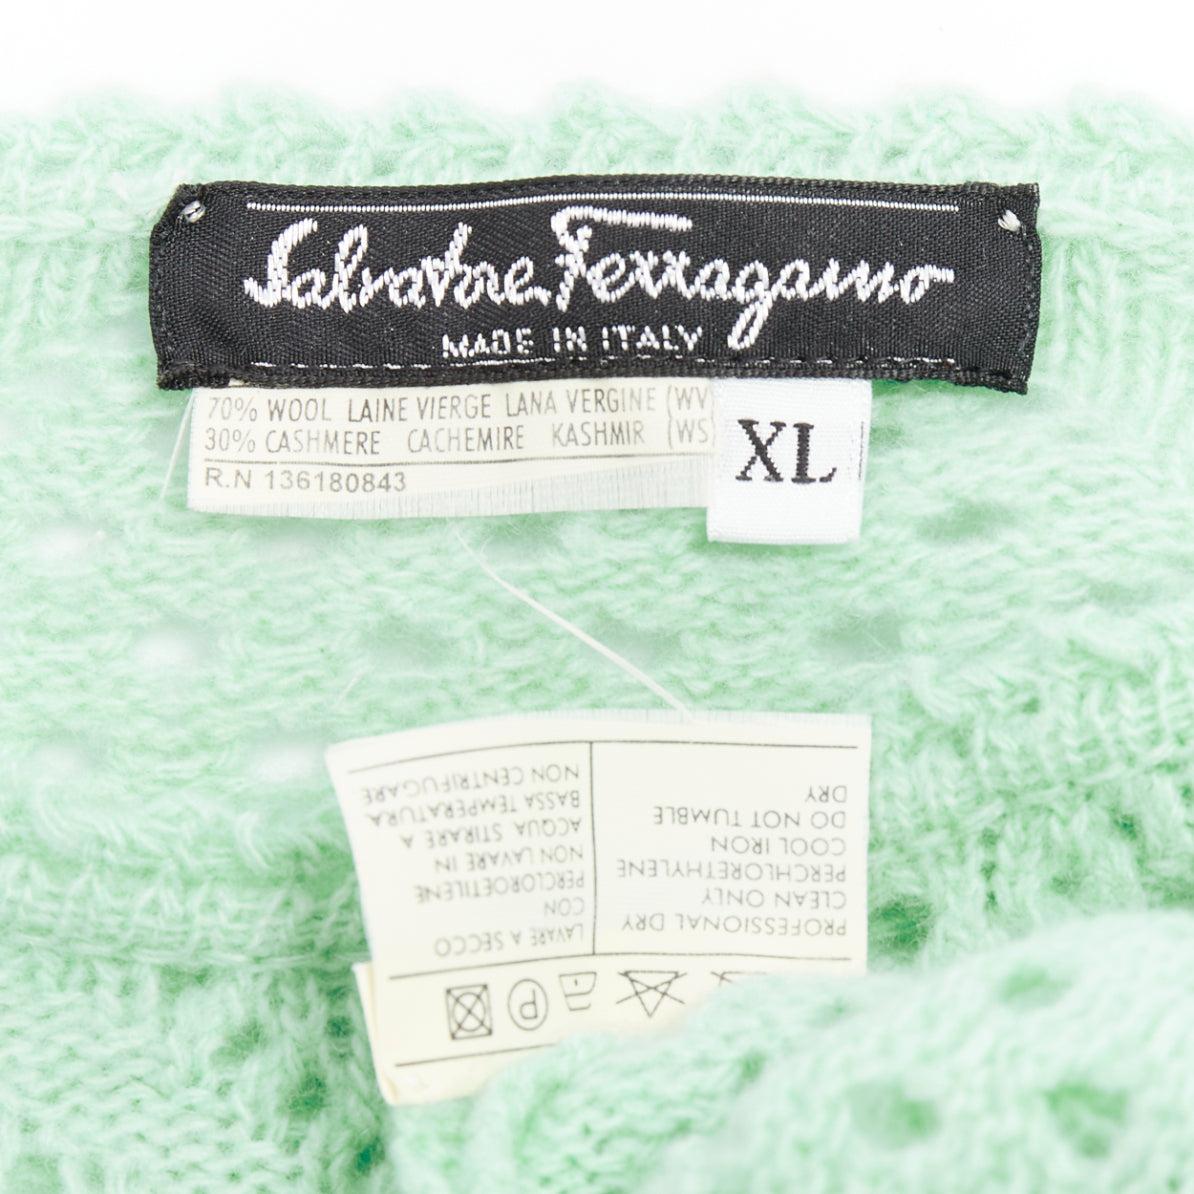 Salvatore Ferragamo
MADE IN ITALY
70% WOOL LAINE VIERGE LANA VERGINE (WV)
30% CASHMERE CACHEMIRE KASHMIR (WS)
R.N 136180843
XL
PROFESSIONAL DRY
CLEAN ONLY
PERCHLORETHYLENE
COOL IRON
DO NOT TUMBLE
DRY
LAVARE A SECCO
CON
PERCLOROETILENE
NON LAVARE IN
ACQUA STIRARE A
BASSA TEMPERATURA
NON CENTRIFUGARE
P